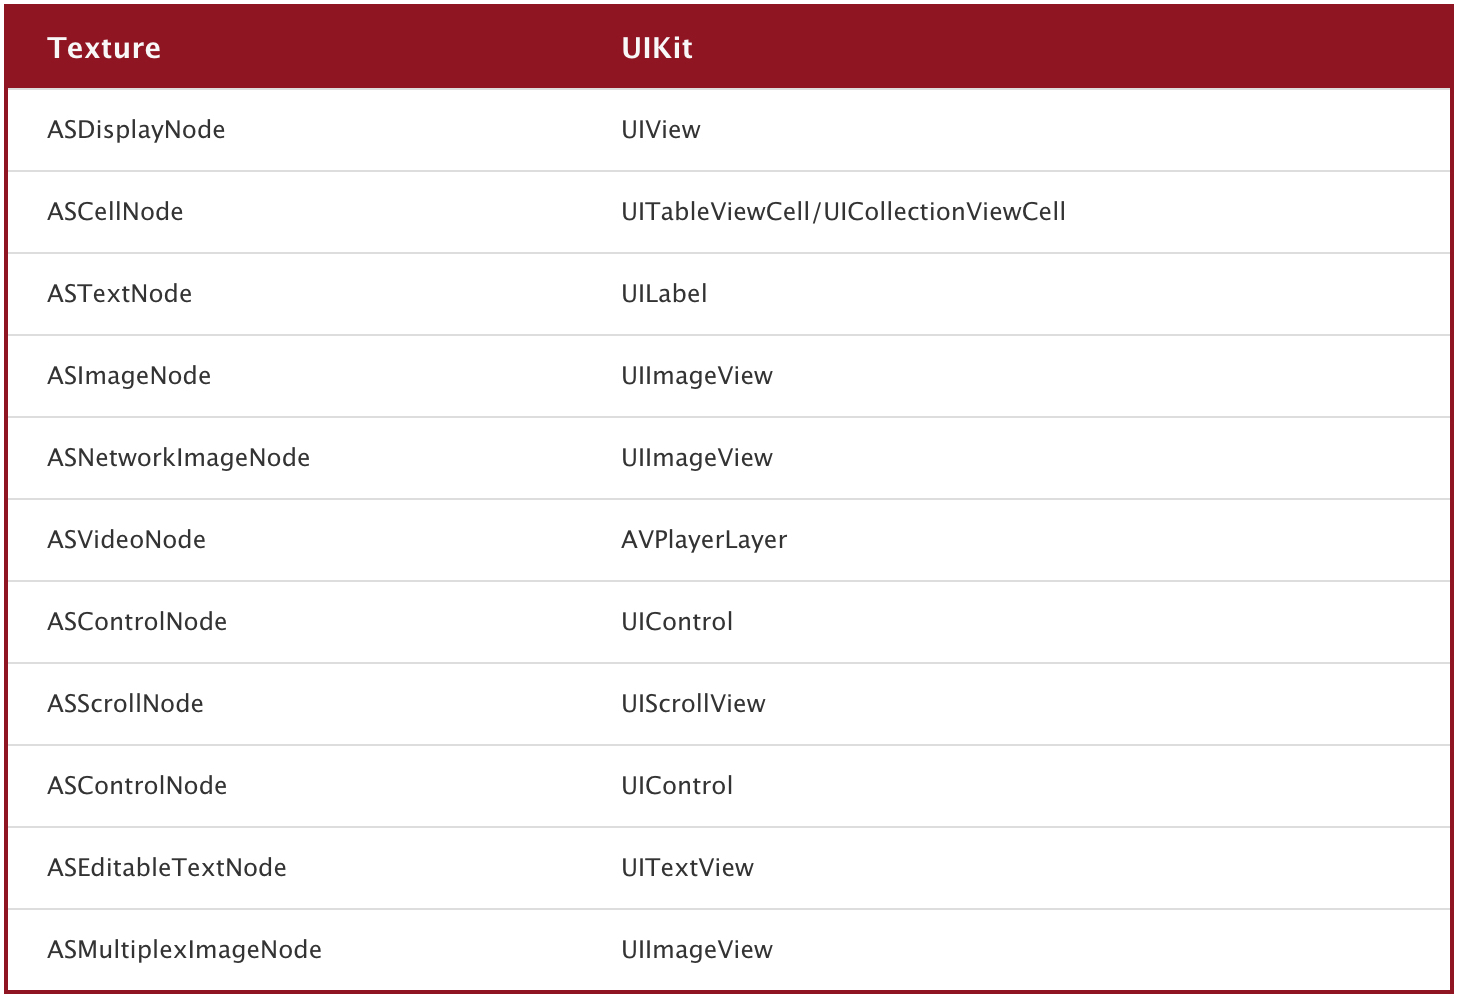 Texture UIKit
ASDisplayNode UIView
ASCellNode UITableViewCell/UICollectionViewCell
ASTextNode UILabel
ASImageNode UIImageView
ASNetworkImageNode UIImageView
ASVideoNode AVPlayerLayer
ASControlNode UIControl
ASScrollNode UIScrollView
ASControlNode UIControl
ASEditableTextNode UITextView
ASMultiplexImageNode UIImageView